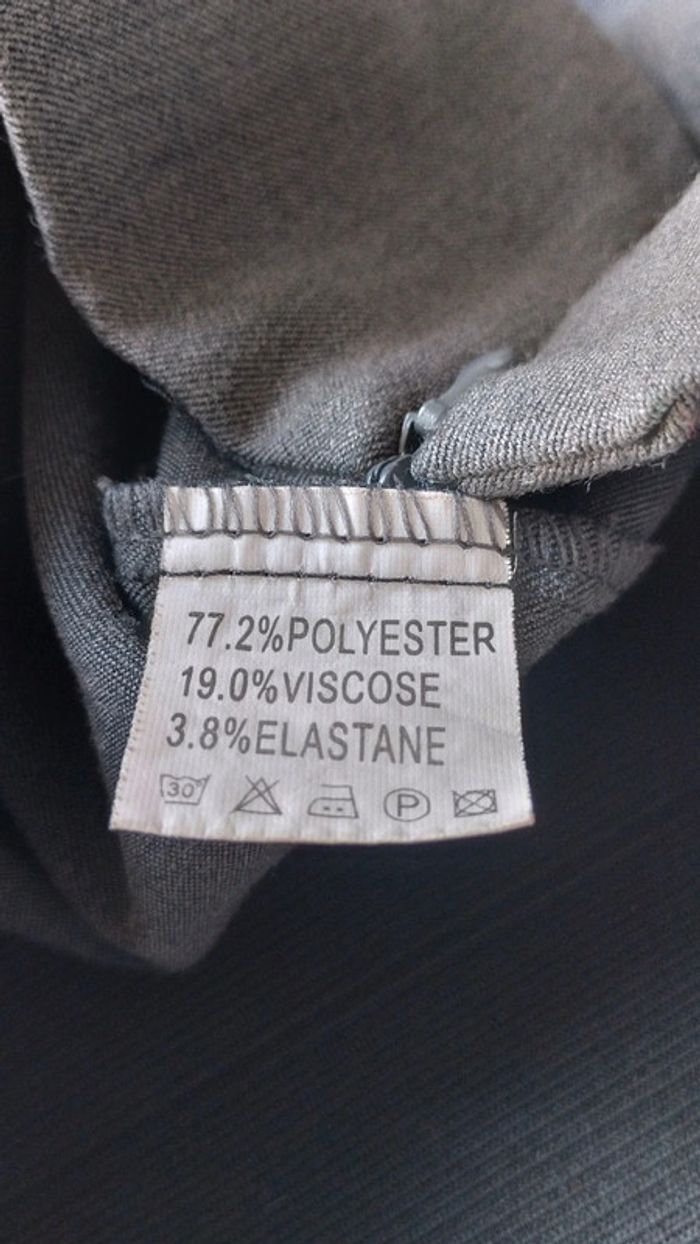 77.2%POLYESTER
19.0%VISCOSE
3.8%ELASTANE
30° P